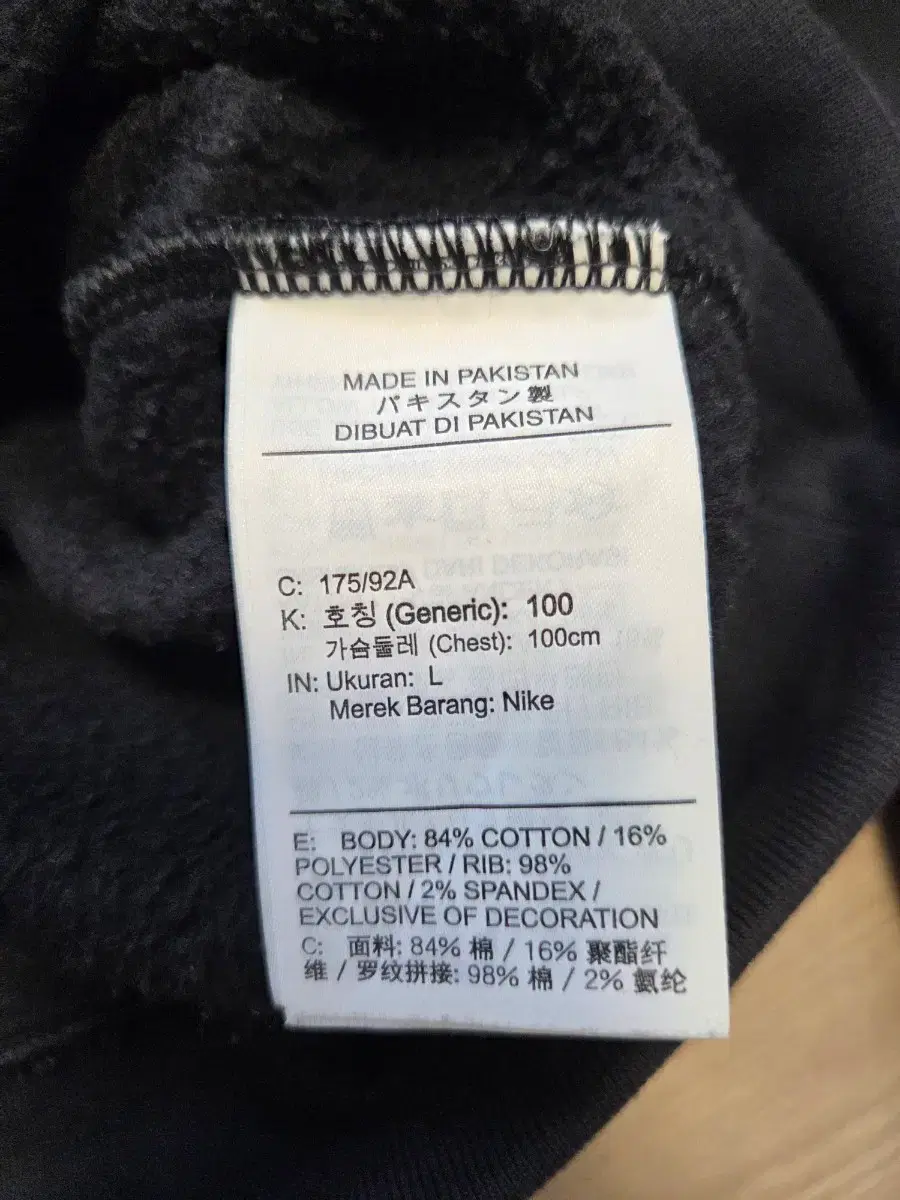 MADE IN PAKISTAN
パキスタン製
DIBUAT DI PAKISTAN
C: 175/92A
K: 호칭 (Generic): 100
가슴둘레 (Chest): 100cm
IN: Ukuran: L
Merek Barang: Nike
E: BODY: 84% COTTON / 16%
POLYESTER / RIB: 98%
COTTON / 2% SPANDEX /
EXCLUSIVE OF DECORATION
C: 面料: 84% 棉 / 16% 聚酯纤
维 / 罗纹拼接: 98% 棉 / 2% 氨纶